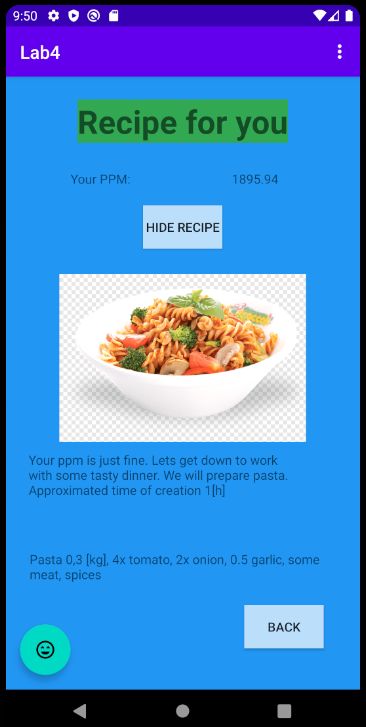 9:50
Lab4
Recipe for you
Your PPM: 1895.94
HIDE RECIPE
Your ppm is just fine. Lets get down to work
with some tasty dinner. We will prepare pasta.
Approximated time of creation 1[h]
Pasta 0,3 [kg], 4x tomato, 2x onion, 0.5 garlic, some
meat, spices
BACK